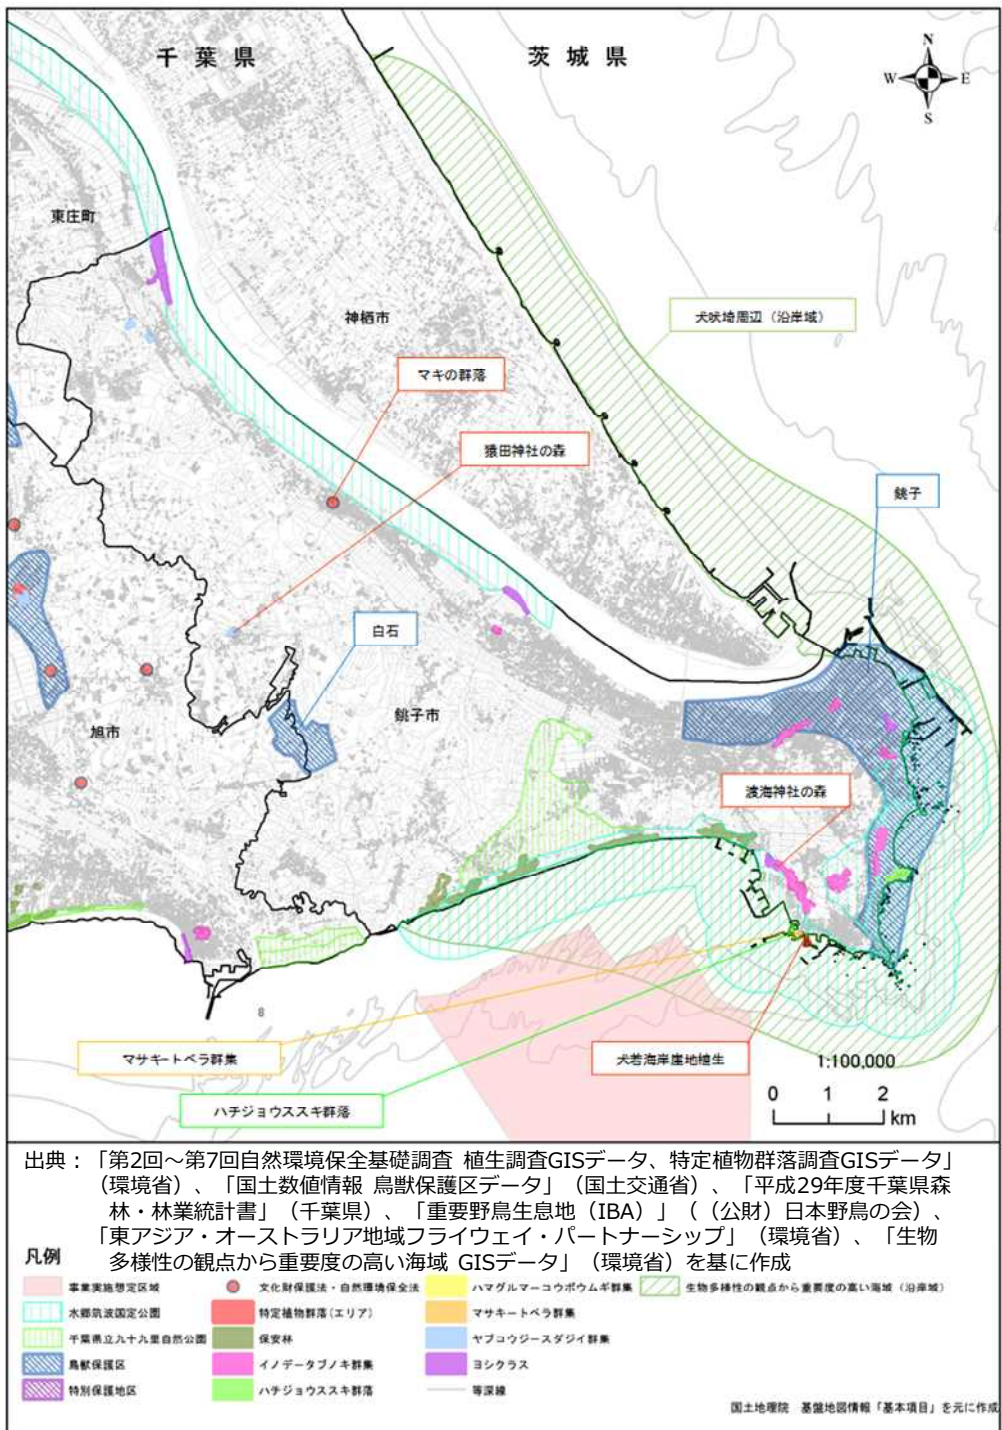 千葉県
茨城県
N
W
E
S
東庄町
神栖市
犬吠埼周辺（沿岸域）
マキの群落
猿田神社の森
銚子
白石
銚子市
旭市
渡海神社の森
8
マサキートベラ群集
犬若海岸崖地植生
ハチジョウススキ群落
1:100,000
0 1 2
km
出典：「第2回～第7回自然環境保全基礎調査 植生調査GISデータ、特定植物群落調査GISデータ」
（環境省）、「国土数値情報 鳥獣保護区データ」（国土交通省）、「平成29年度千葉県森
林・林業統計書」（千葉県）、「重要野鳥生息地（IBA）」（（公財）日本野鳥の会）、
「東アジア・オーストラリア地域フライウェイ・パートナーシップ」（環境省）、「生物
多様性の観点から重要度の高い海域 GISデータ」（環境省）を基に作成
凡例
事業実施想定区域
水郷筑波国定公園
千葉県立九十九里自然公園
鳥獣保護区
特別保護地区
文化財保護法・自然環境保全法
特定植物群落(エリア)
保安林
イノデータブノキ群集
ハチジョウススキ群落
ハマグルマーコウボウムギ群集
マサキートベラ群集
ヤブコウジースダジイ群集
ヨシクラス
等深線
生物多様性の観点から重要度の高い海域（沿岸域）
国土地理院 基盤地図情報「基本項目」を元に作成